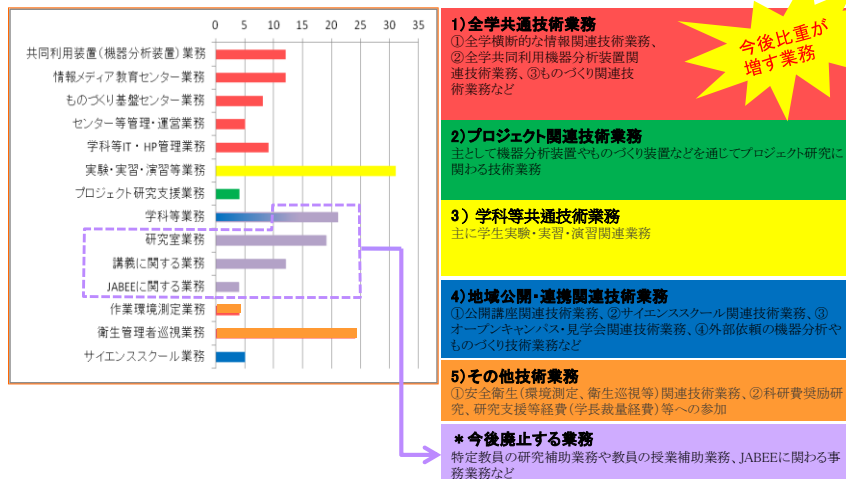 0 5 10 15 20 25 30 35
共同利用装置(機器分析装置)業務
情報メディア教育センター業務
ものづくり基盤センター業務
センター等管理・運営業務
学科等IT・HP管理業務
実験・実習・演習等業務
プロジェクト研究支援業務
学科等業務
研究室業務
講義に関する業務
JABEEに関する業務
作業環境測定業務
衛生管理者巡視業務
サイエンススクール業務
1)全学共通技術業務
①全学横断的な情報関連技術業務、
②全学共同利用機器分析装置関
連技術業務、③ものづくり関連技
術業務など
今後比重が
増す業務
2)プロジェクト関連技術業務
主として機器分析装置やものづくり装置などを通じてプロジェクト研究に
関わる技術業務
3) 学科等共通技術業務
主に学生実験・実習・演習関連業務
4)地域公開・連携関連技術業務
①公開講座関連技術業務、②サイエンススクール関連技術業務、③
オープンキャンパス・見学会関連技術業務、④外部依頼の機器分析や
ものづくり技術業務など
5)その他技術業務
①安全衛生(環境測定、衛生巡視等)関連技術業務、②科研費奨励研
究、研究支援等経費(学長裁量経費)等への参加
*今後廃止する業務
特定教員の研究補助業務や教員の授業補助業務、JABEEに関わる事
務業務など